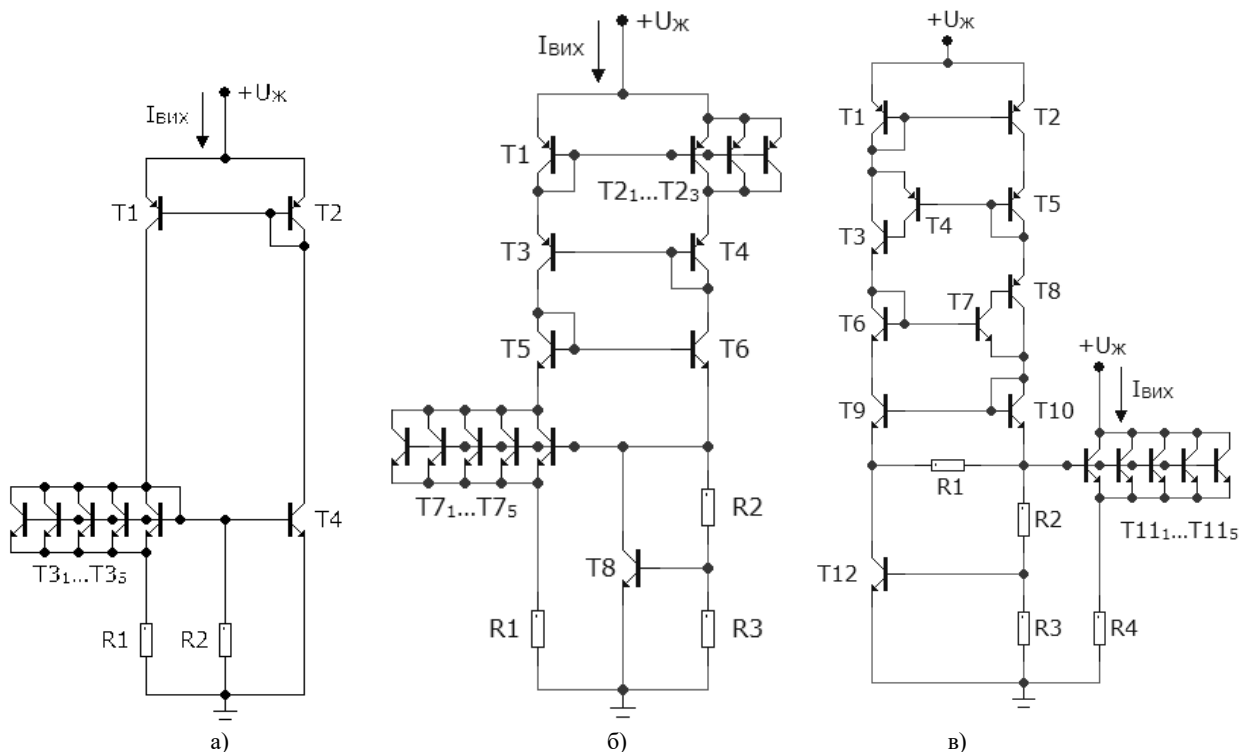 +Uж
Iвих
T1
T2
T3₁...T3₅
T4
R1
R2
а)
+Uж
Iвих
T1
T2₁...T2₃
T3
T4
T5
T6
T7₁...T7₅
T8
R1
R2
R3
б)
+Uж
T1
T2
T3
T4
T5
T6
T7
T8
+Uж
Iвих
T9
T10
R1
R2
T11₁...T11₅
T12
R3
R4
в)